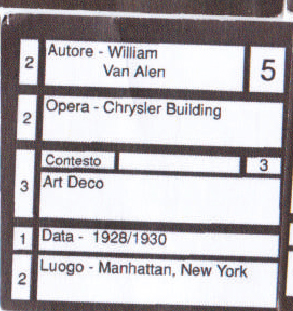 2 Autore - William
Van Alen 5
2 Opera - Chrysler Building
Contesto 3
3 Art Deco
1 Data - 1928/1930
2 Luogo - Manhattan, New York